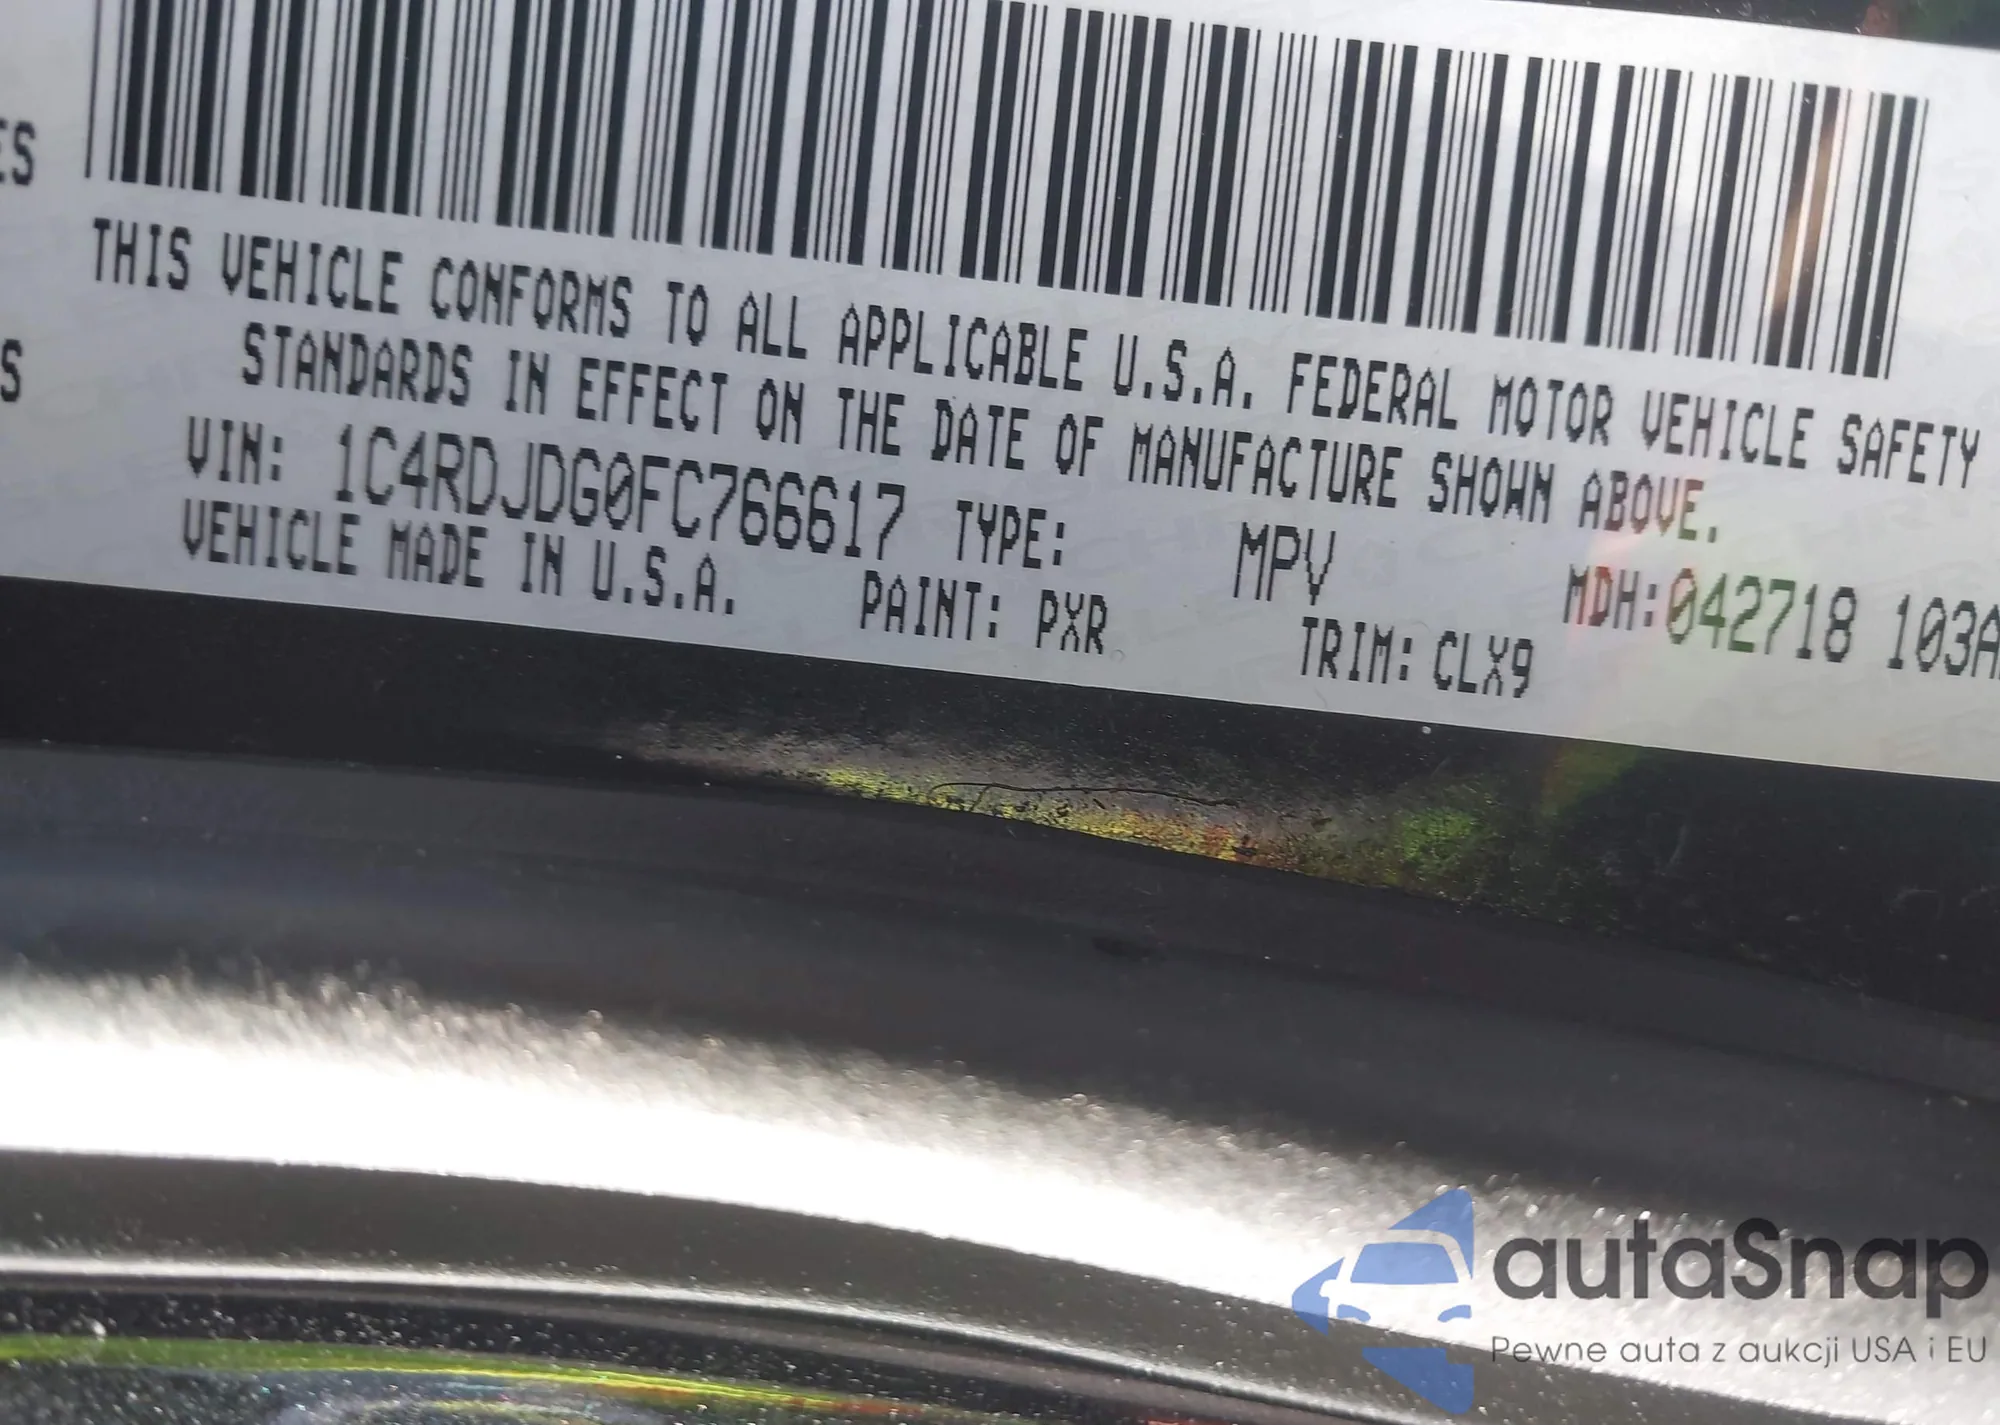 ES
S
THIS VEHICLE CONFORMS TO ALL APPLICABLE U.S.A. FEDERAL MOTOR VEHICLE SAFETY
STANDARDS IN EFFECT ON THE DATE OF MANUFACTURE SHOWN ABOVE.
VIN: 1C4RDJDG0FC766617 TYPE: MPV MDH:042718 103A
VEHICLE MADE IN U.S.A. PAINT: PXR TRIM: CLX9
autaSnap
Pewne auta z aukcji USA i EU